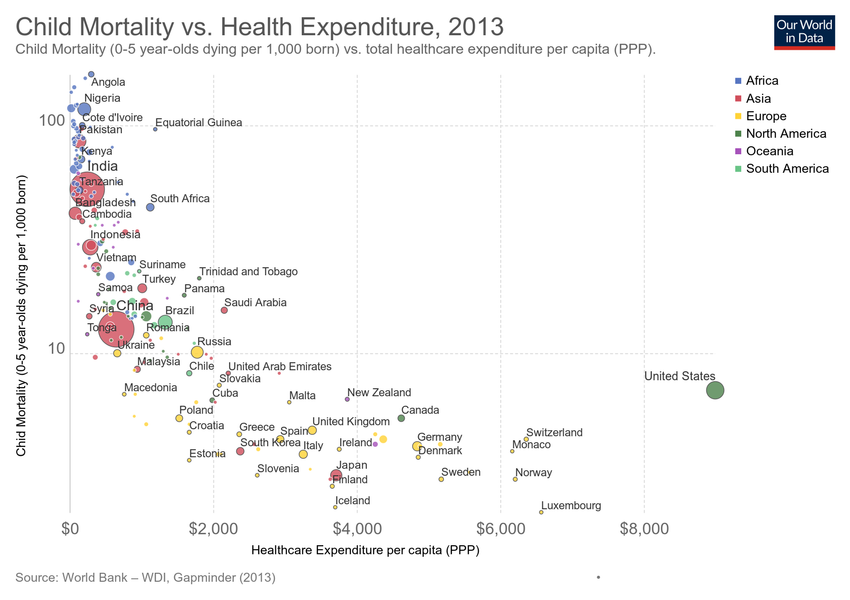 Child Mortality vs. Health Expenditure, 2013
Child Mortality (0-5 year-olds dying per 1,000 born) vs. total healthcare expenditure per capita (PPP).
Our World
in Data
Africa
Asia
Europe
North America
Oceania
South America
Child Mortality (0-5 year-olds dying per 1,000 born)
100
10
Angola
Nigeria
Cote d'Ivoire
Equatorial Guinea
Pakistan
Kenya
India
Tanzania
South Africa
Bangladesh
Cambodia
Indonesia
Vietnam
Suriname
Trinidad and Tobago
Turkey
Samoa
Panama
Syria
China
Saudi Arabia
Brazil
Tonga
Romania
Ukraine
Russia
Malaysia
Chile
United Arab Emirates
United States
Slovakia
Macedonia
Cuba
Malta
New Zealand
Poland
Canada
Croatia
Greece
Spain
United Kingdom
South Korea
Italy
Ireland
Germany
Switzerland
Monaco
Denmark
Estonia
Slovenia
Japan
Finland
Sweden
Norway
Iceland
Luxembourg
$0
$2,000
$4,000
$6,000
$8,000
Healthcare Expenditure per capita (PPP)
Source: World Bank – WDI, Gapminder (2013)